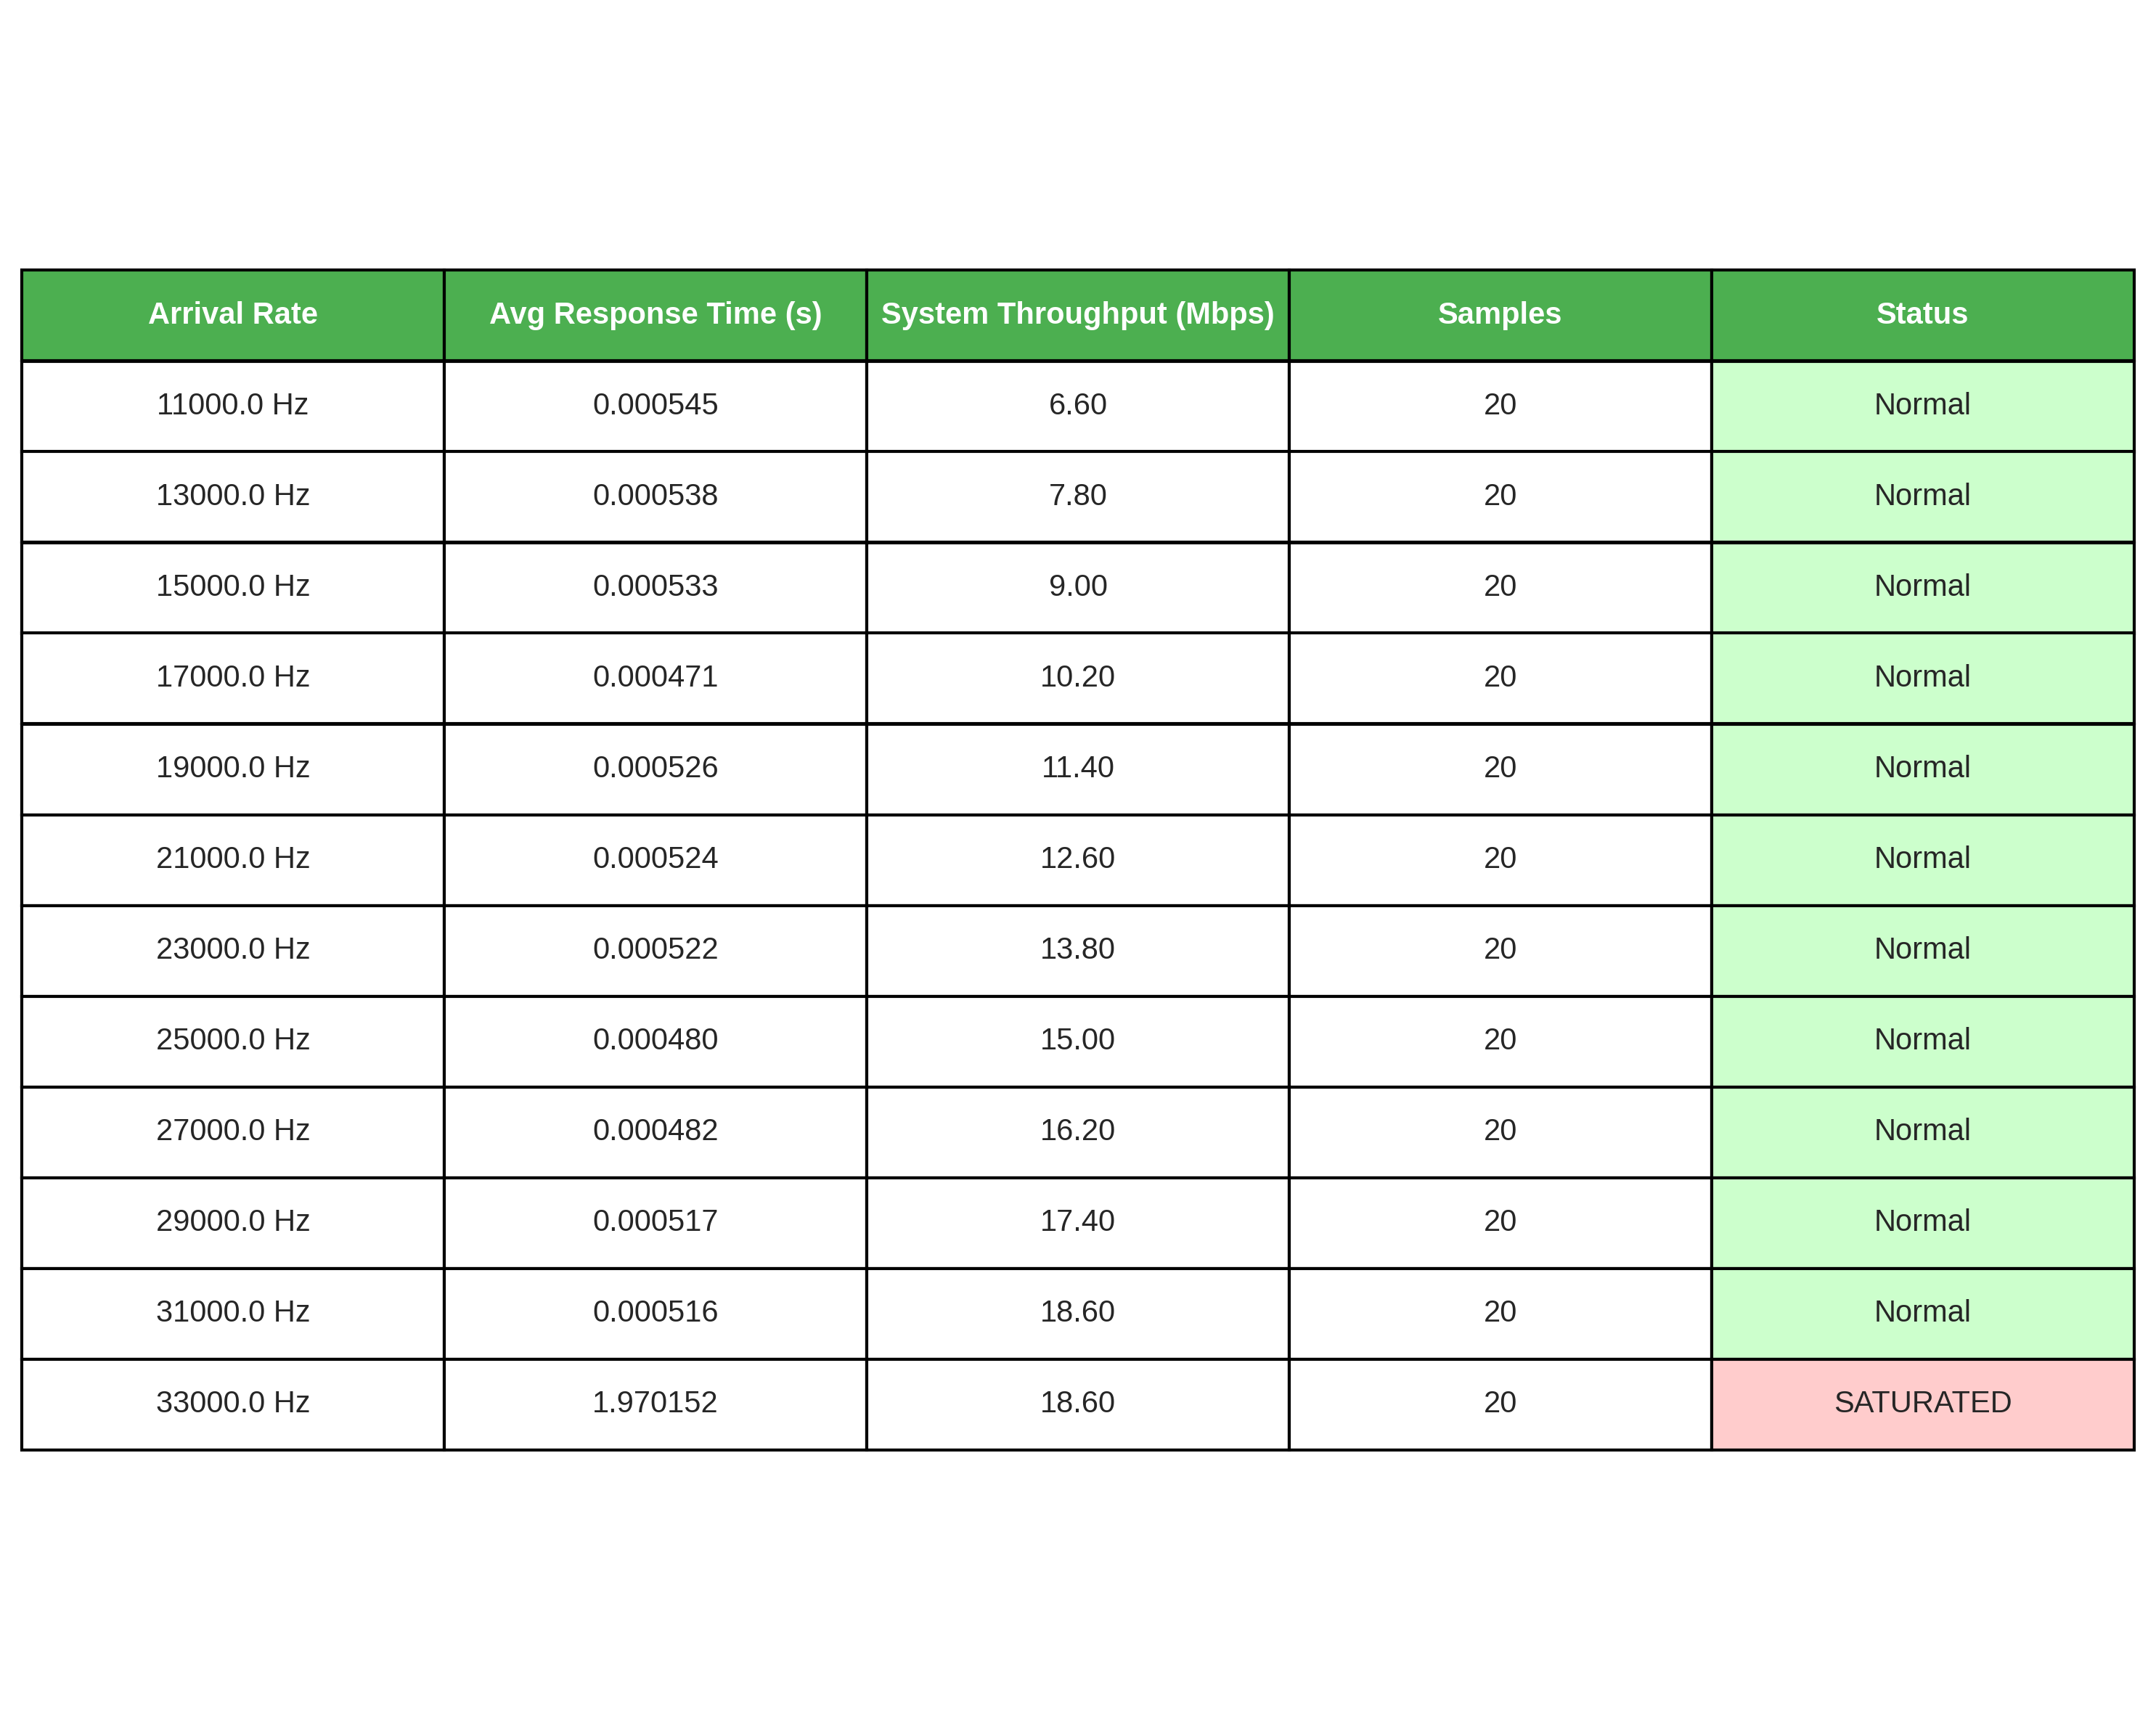 Arrival Rate Avg Response Time (s) System Throughput (Mbps) Samples Status
11000.0 Hz 0.000545 6.60 20 Normal
13000.0 Hz 0.000538 7.80 20 Normal
15000.0 Hz 0.000533 9.00 20 Normal
17000.0 Hz 0.000471 10.20 20 Normal
19000.0 Hz 0.000526 11.40 20 Normal
21000.0 Hz 0.000524 12.60 20 Normal
23000.0 Hz 0.000522 13.80 20 Normal
25000.0 Hz 0.000480 15.00 20 Normal
27000.0 Hz 0.000482 16.20 20 Normal
29000.0 Hz 0.000517 17.40 20 Normal
31000.0 Hz 0.000516 18.60 20 Normal
33000.0 Hz 1.970152 18.60 20 SATURATED